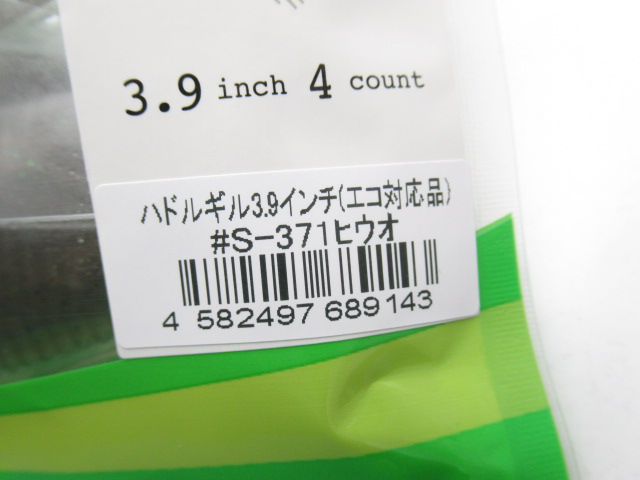 3.9 inch 4 count
ハドルギル3.9インチ(エコ対応品)
#S-371ヒウオ
4 582497 689143